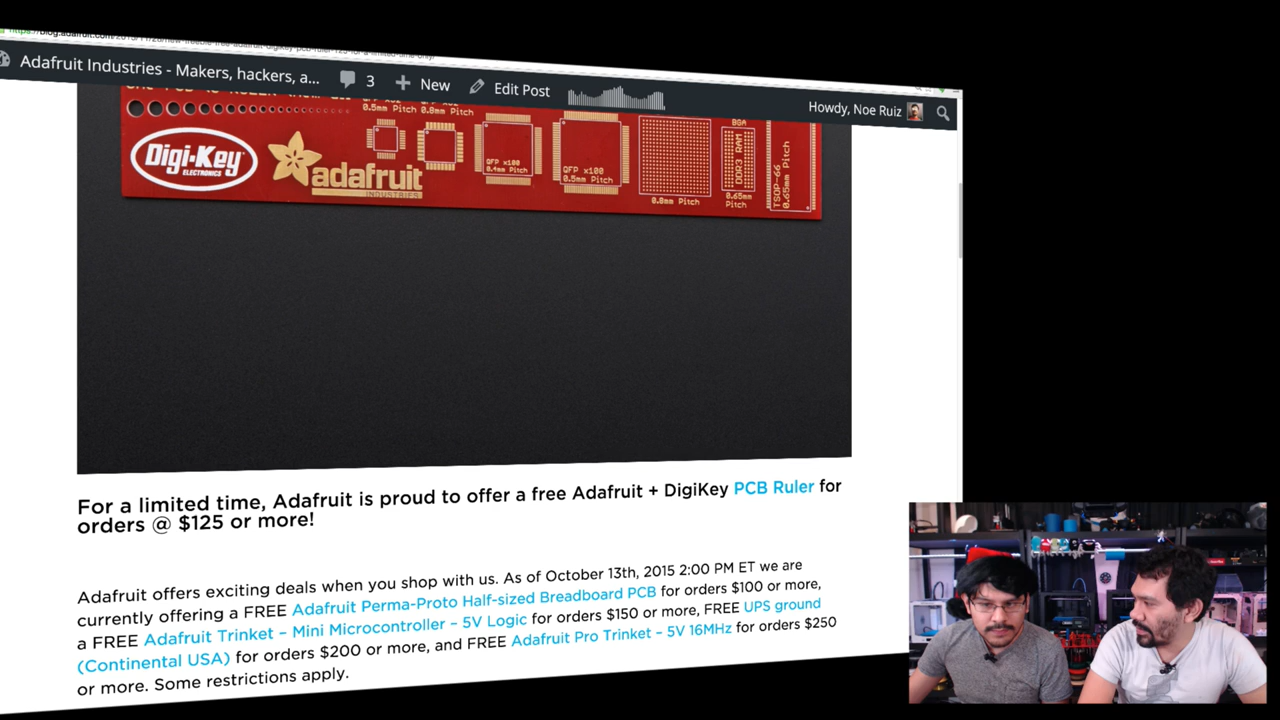 Adafruit Industries - Makers, hackers, a...
3
New
Edit Post
Howdy, Noe Ruiz
0.5mm Pitch
0.8mm Pitch
Digi-Key
ELECTRONICS
adafruit
INDUSTRIES
QFP x100
0.4mm Pitch
QFP x100
0.5mm Pitch
0.8mm Pitch
BGA
DDR3 RAM
0.65mm
Pitch
TSOP-66
0.65mm Pitch
For a limited time, Adafruit is proud to offer a free Adafruit + DigiKey PCB Ruler for
orders @ $125 or more!
Adafruit offers exciting deals when you shop with us. As of October 13th, 2015 2:00 PM ET we are
currently offering a FREE Adafruit Perma-Proto Half-sized Breadboard PCB for orders $100 or more,
a FREE Adafruit Trinket – Mini Microcontroller – 5V Logic for orders $150 or more, FREE UPS ground
(Continental USA) for orders $200 or more, and FREE Adafruit Pro Trinket – 5V 16MHz for orders $250
or more. Some restrictions apply.